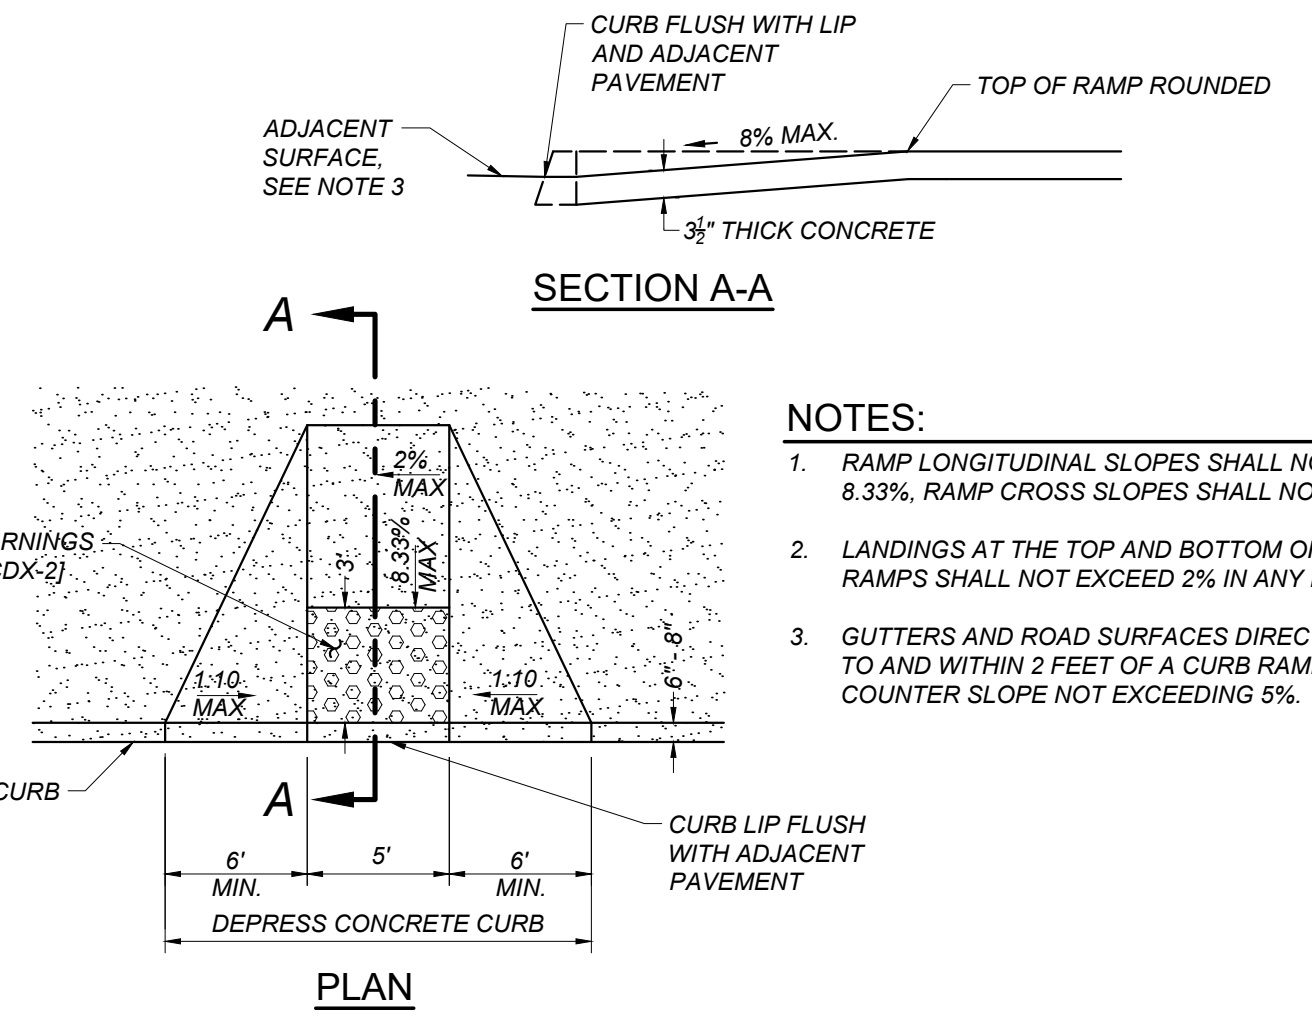 CURB FLUSH WITH LIP
AND ADJACENT
PAVEMENT
TOP OF RAMP ROUNDED
ADJACENT
SURFACE,
SEE NOTE 3
8% MAX.
3½" THICK CONCRETE
SECTION A-A
A
2%
MAX
8.33%
MAX
3'
RNINGS
CDX-2]
1:10
MAX.
1:10
MAX.
6" - 8"
CURB
A
CURB LIP FLUSH
WITH ADJACENT
PAVEMENT
6'
MIN.
5'
6'
MIN.
DEPRESS CONCRETE CURB
PLAN
NOTES:
1. RAMP LONGITUDINAL SLOPES SHALL NO
8.33%, RAMP CROSS SLOPES SHALL NO
2. LANDINGS AT THE TOP AND BOTTOM O
RAMPS SHALL NOT EXCEED 2% IN ANY
3. GUTTERS AND ROAD SURFACES DIREC
TO AND WITHIN 2 FEET OF A CURB RAM
COUNTER SLOPE NOT EXCEEDING 5%.